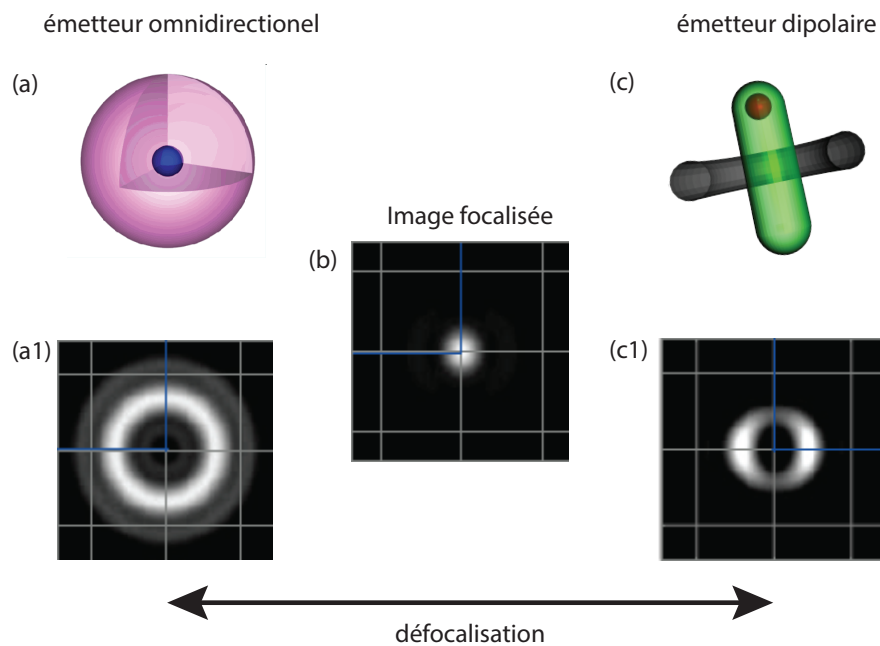 émetteur omnidirectionel
émetteur dipolaire
(a)
(c)
Image focalisée
(b)
(a1)
(c1)
défocalisation